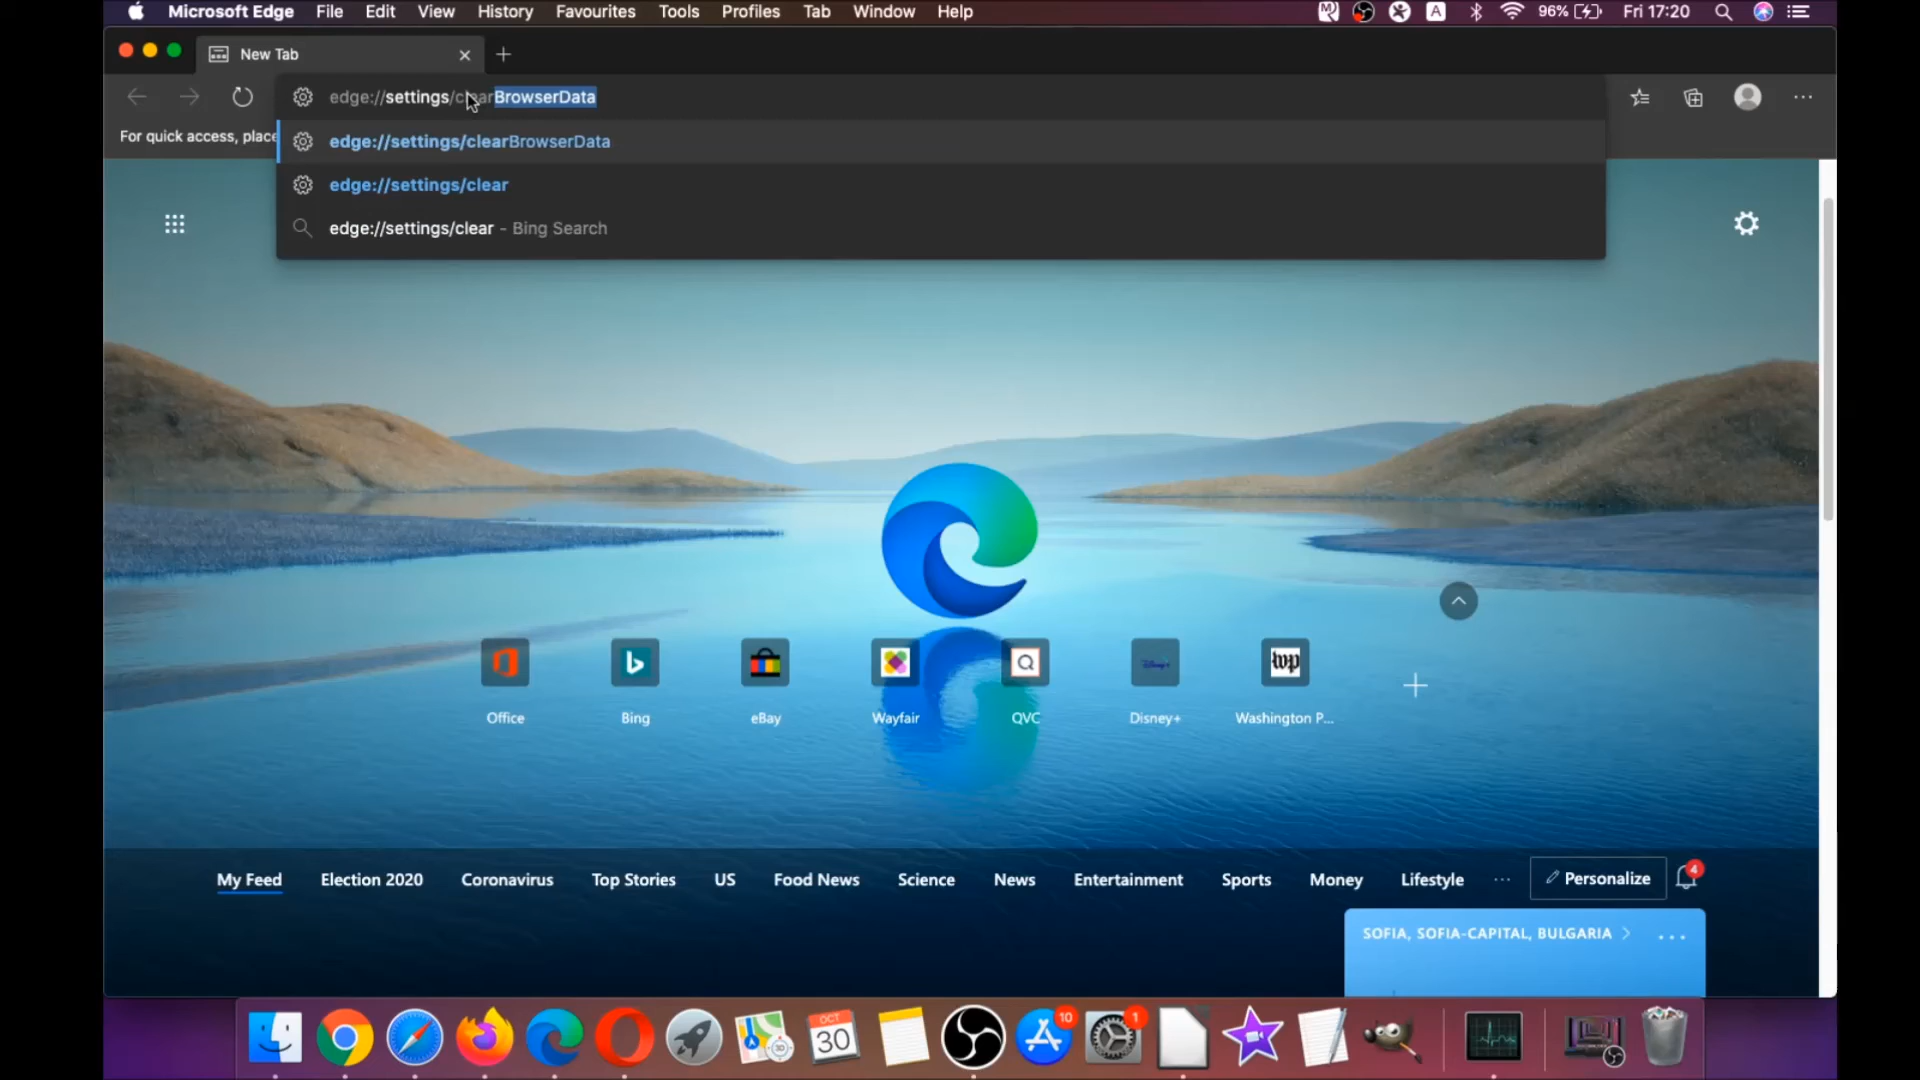 Microsoft Edge File Edit View History Favourites Tools Profiles Tab Window Help A 96% Fri 17:20
New Tab
edge://settings/clearBrowserData
For quick access, place
edge://settings/clearBrowserData
edge://settings/clear
edge://settings/clear - Bing Search
Office Bing eBay Wayfair QVC Disney+ Washington P...
My Feed Election 2020 Coronavirus Top Stories US Food News Science News Entertainment Sports Money Lifestyle ... Personalize 4
SOFIA, SOFIA-CAPITAL, BULGARIA > ...
OCT
30
10
1